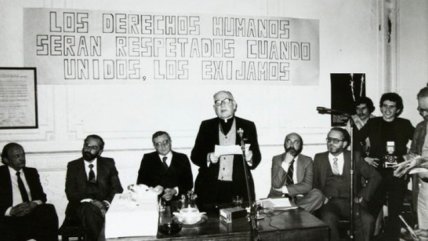 LOS DERECHOS HUMANOS
SERAN RESPETADOS CUANDO
UNIDOS, LOS EXIJAMOS